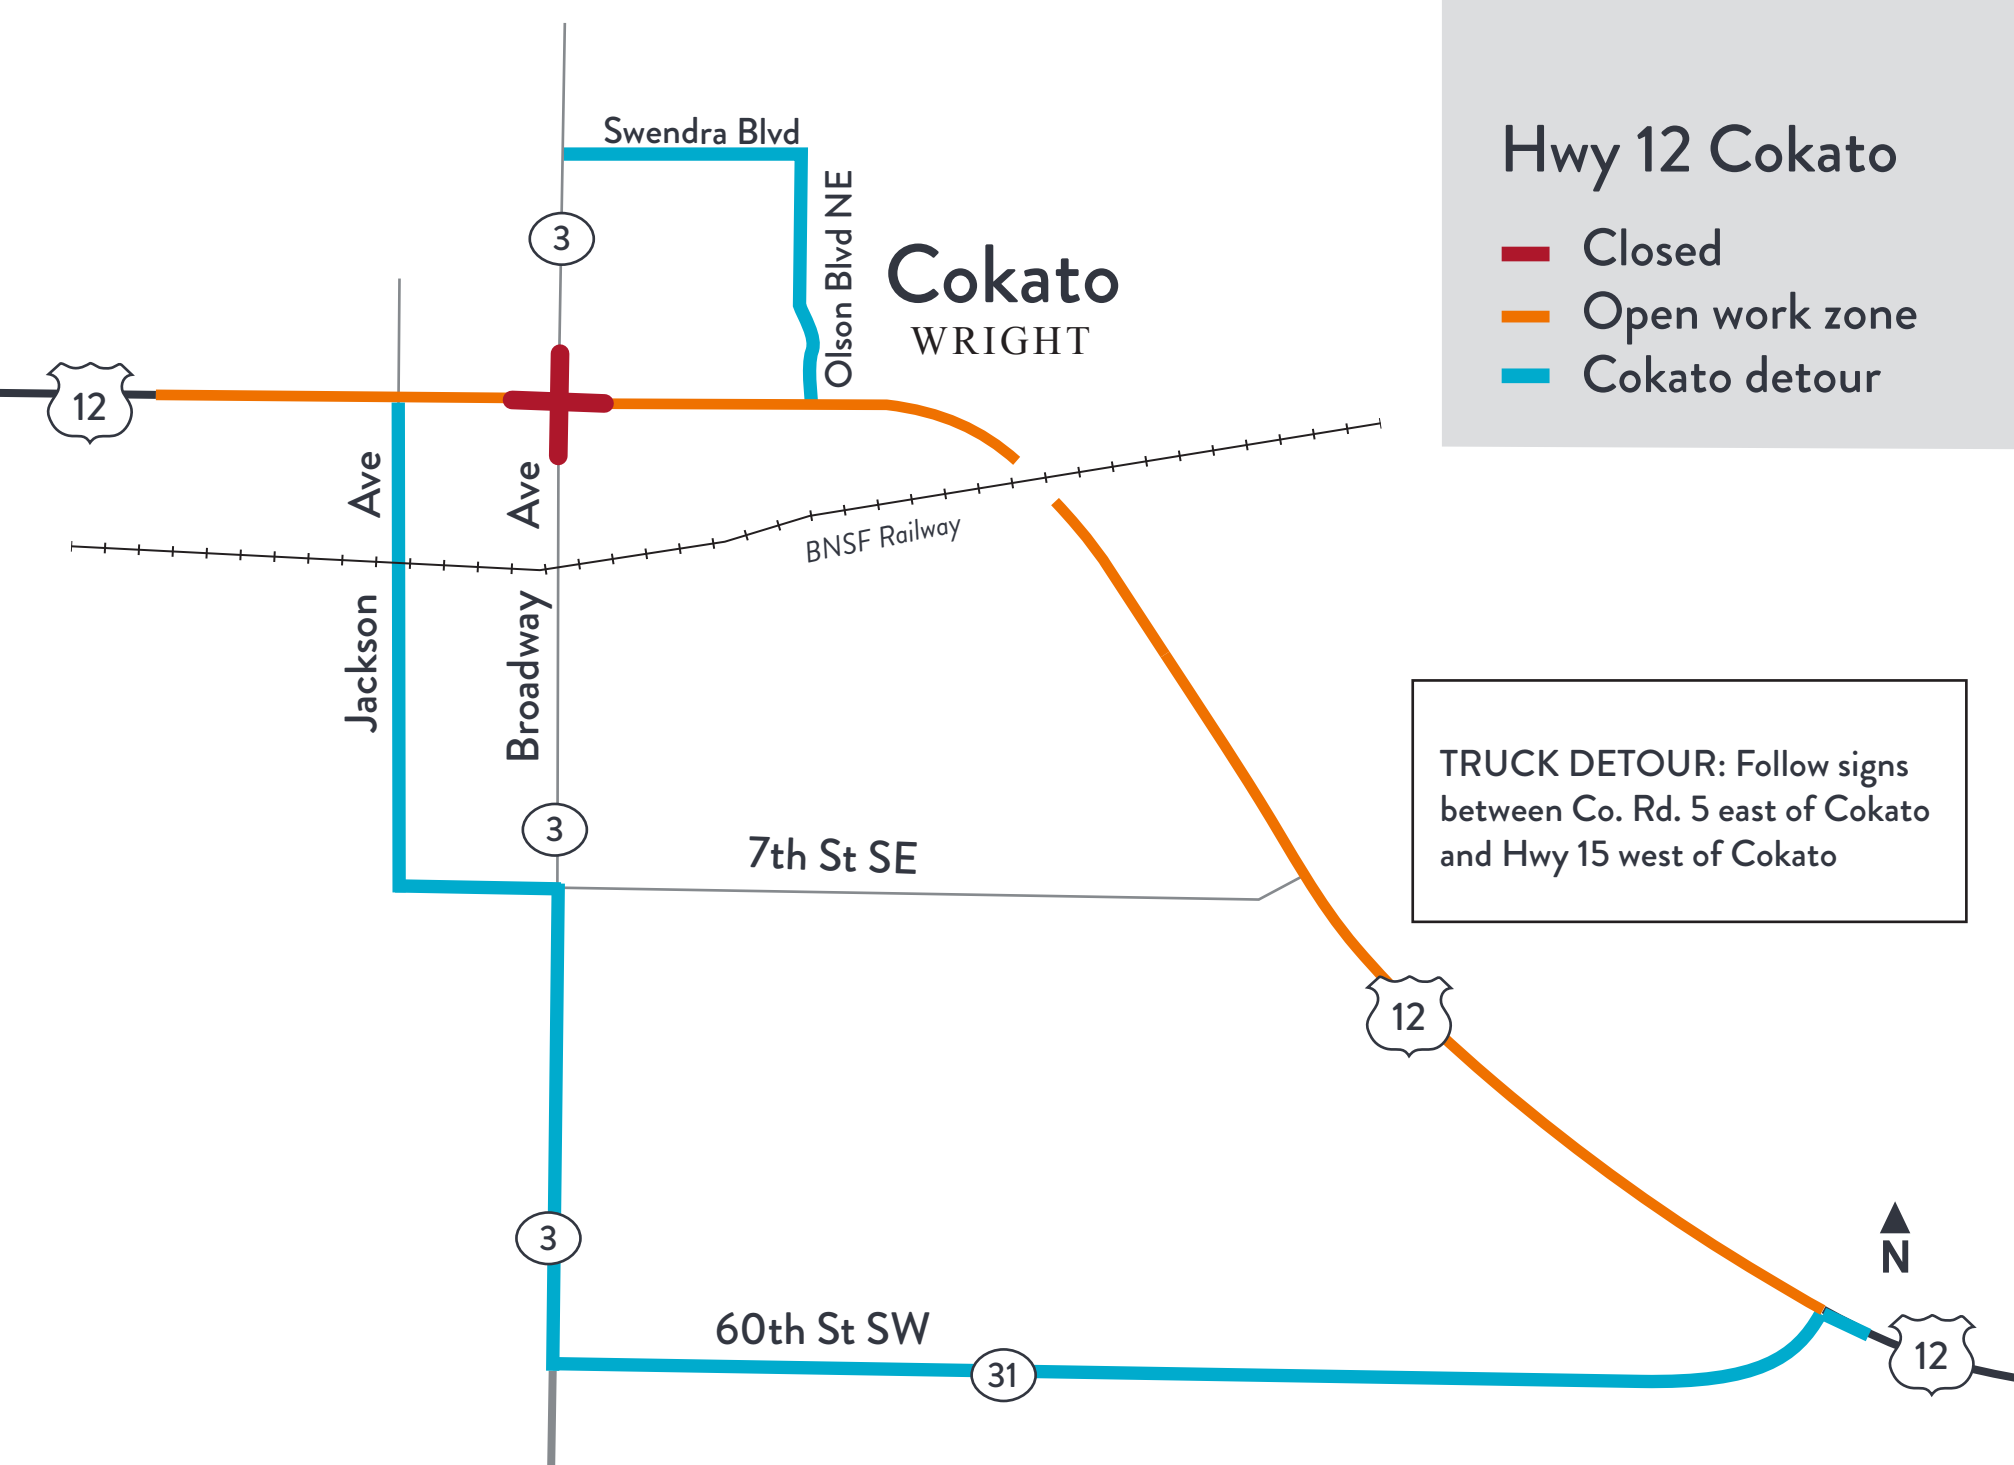 Swendra Blvd
Olson Blvd NE
3
Cokato
WRIGHT
Hwy 12 Cokato
Closed
Open work zone
Cokato detour
12
Jackson Ave
Broadway Ave
BNSF Railway
3
7th St SE
TRUCK DETOUR: Follow signs
between Co. Rd. 5 east of Cokato
and Hwy 15 west of Cokato
12
3
N
60th St SW
31
12